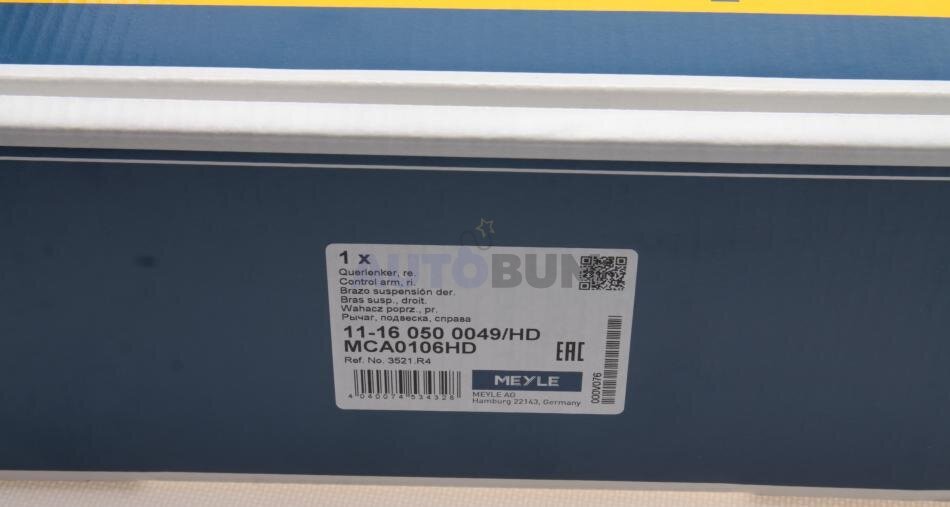 1 x
AUTOBUN
Querlenker, re.
Control arm, ri.
Brazo suspensión der.
Bras susp., droit.
Wahacz poprz., pr.
Рычаг, подвеска, справа
11-16 050 0049/HD
MCA0106HD
EAC
Ref. No. 3521.R4
4 040074 534328
MEYLE
MEYLE AG
Hamburg 22143, Germany
000V076